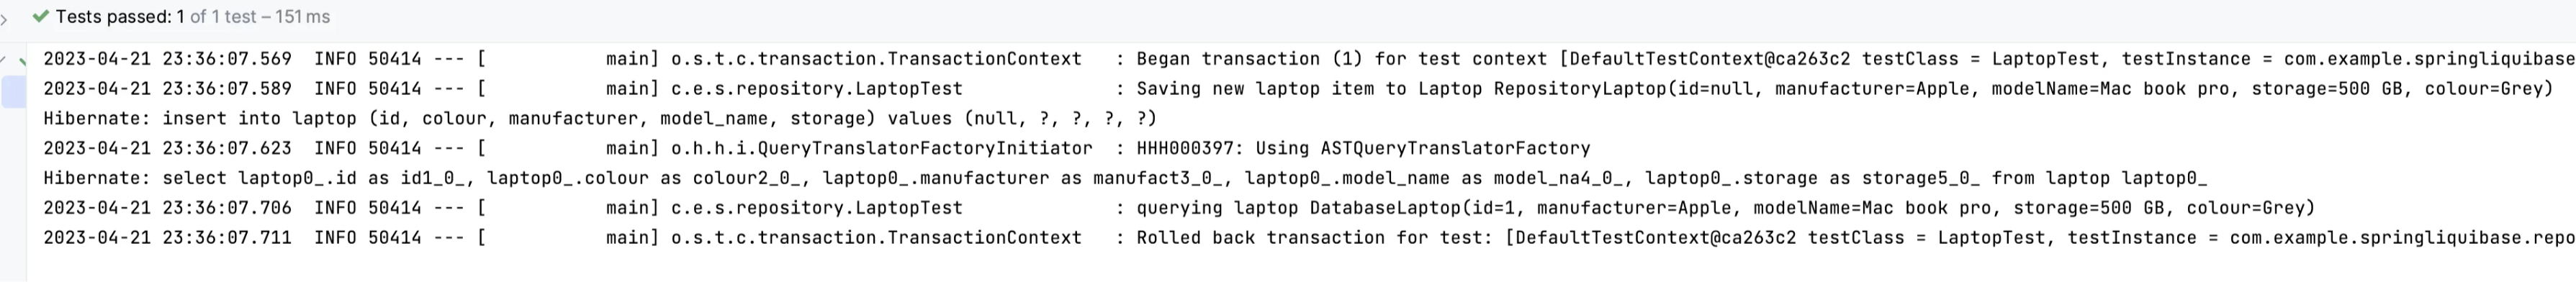 Tests passed: 1 of 1 test – 151 ms
2023-04-21 23:36:07.569  INFO 50414 --- [           main] o.s.t.c.transaction.TransactionContext   : Began transaction (1) for test context [DefaultTestContext@ca263c2 testClass = LaptopTest, testInstance = com.example.springliquibase
2023-04-21 23:36:07.589  INFO 50414 --- [           main] c.e.s.repository.LaptopTest              : Saving new laptop item to Laptop RepositoryLaptop(id=null, manufacturer=Apple, modelName=Mac book pro, storage=500 GB, colour=Grey)
Hibernate: insert into laptop (id, colour, manufacturer, model_name, storage) values (null, ?, ?, ?, ?)
2023-04-21 23:36:07.623  INFO 50414 --- [           main] o.h.h.i.QueryTranslatorFactoryInitiator  : HHH000397: Using ASTQueryTranslatorFactory
Hibernate: select laptop0_.id as id1_0_, laptop0_.colour as colour2_0_, laptop0_.manufacturer as manufact3_0_, laptop0_.model_name as model_na4_0_, laptop0_.storage as storage5_0_ from laptop laptop0_
2023-04-21 23:36:07.706  INFO 50414 --- [           main] c.e.s.repository.LaptopTest              : querying laptop DatabaseLaptop(id=1, manufacturer=Apple, modelName=Mac book pro, storage=500 GB, colour=Grey)
2023-04-21 23:36:07.711  INFO 50414 --- [           main] o.s.t.c.transaction.TransactionContext   : Rolled back transaction for test: [DefaultTestContext@ca263c2 testClass = LaptopTest, testInstance = com.example.springliquibase.repo